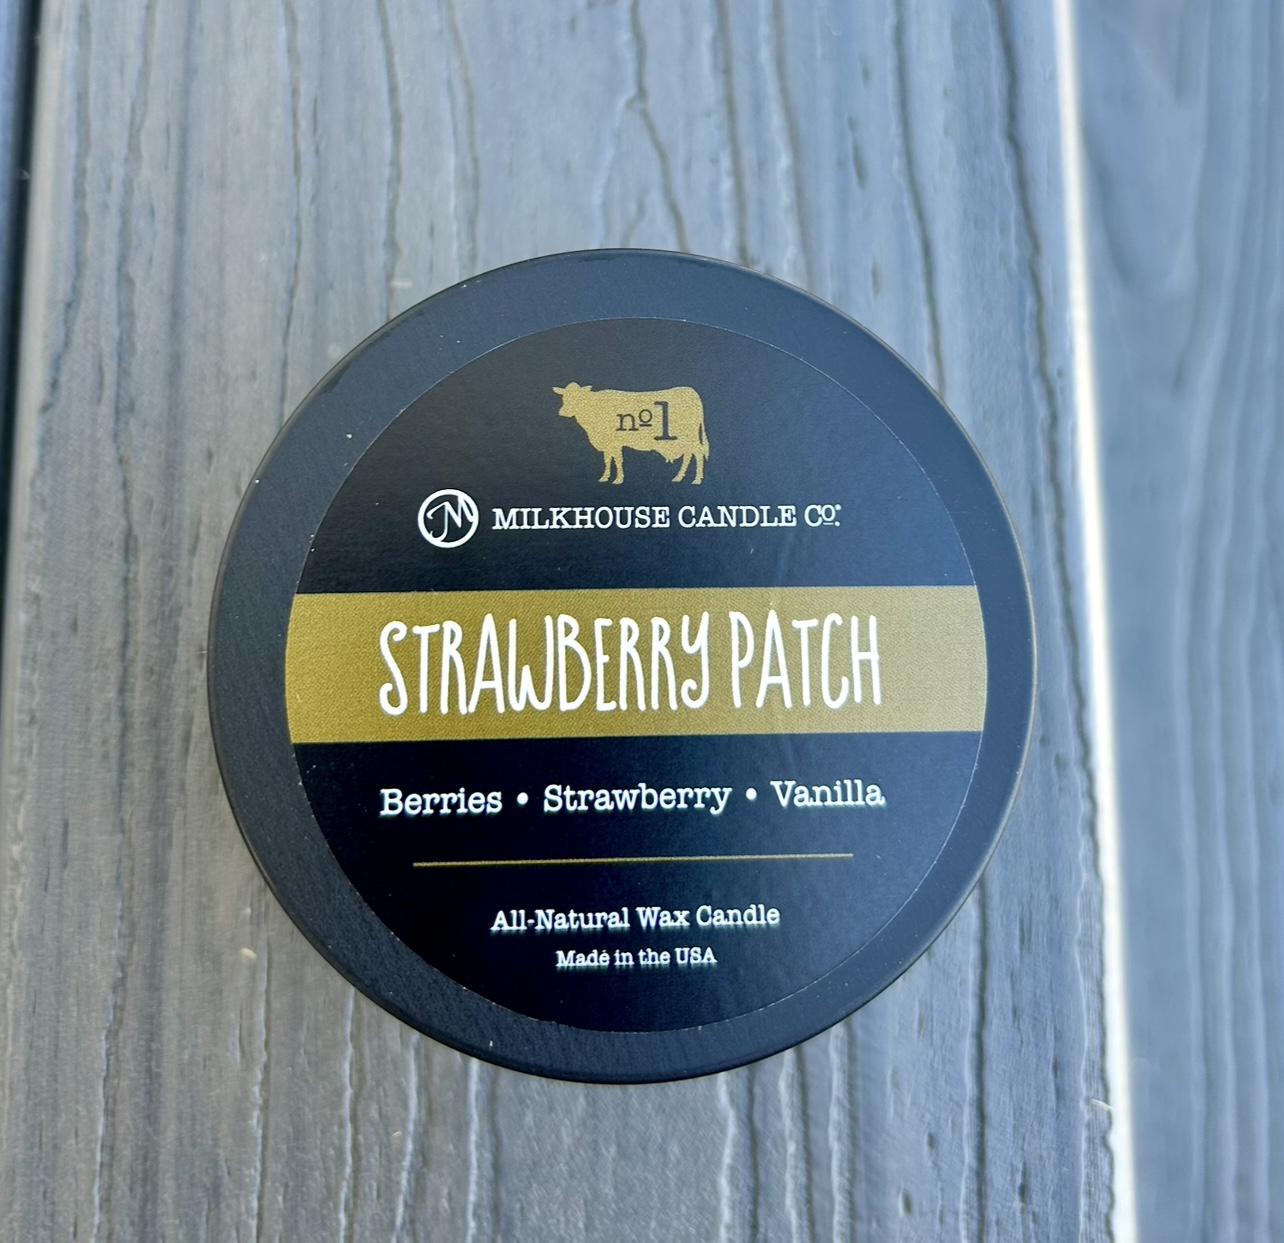 nº1
M MILKHOUSE CANDLE Cº.®
STRAWBERRY PATCH
Berries • Strawberry • Vanilla
All-Natural Wax Candle
Made in the USA